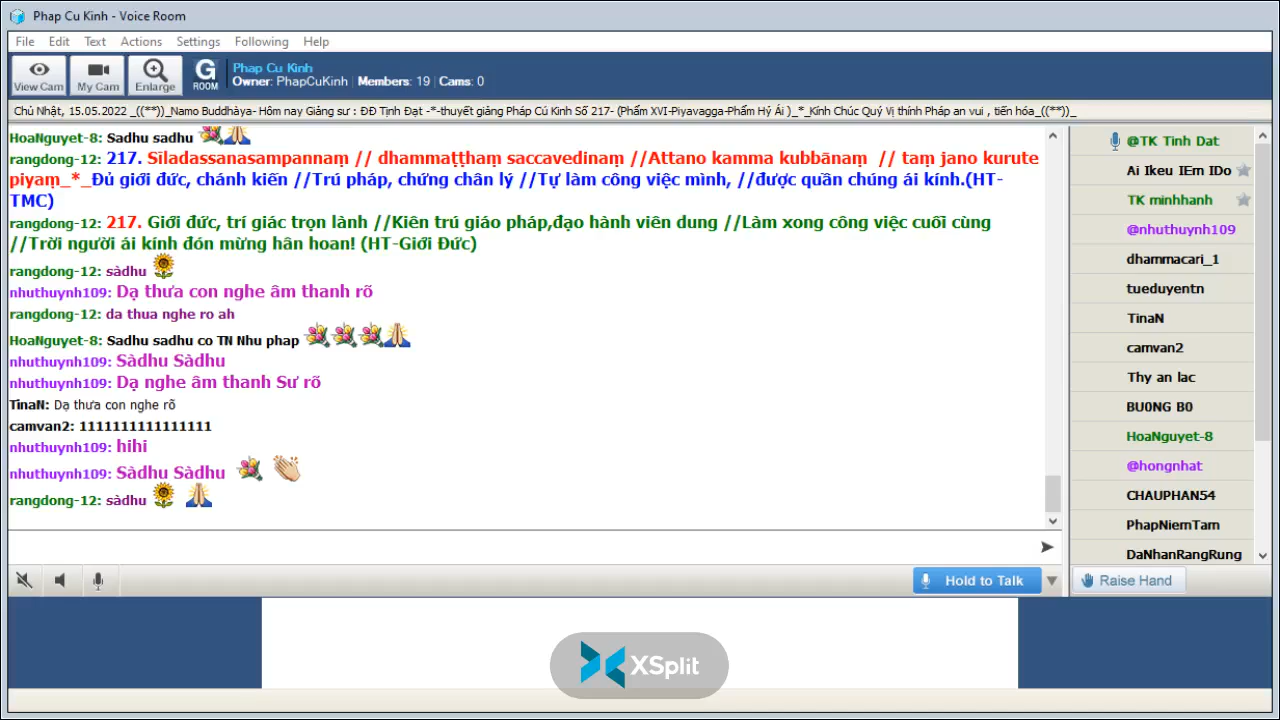 Phap Cu Kinh - Voice Room
File Edit Text Actions Settings Following Help
View Cam My Cam Enlarge G ROOM
Phap Cu Kinh
Owner: PhapCuKinh | Members: 19 | Cams: 0
Chủ Nhật, 15.05.2022 _((**))_Namo Buddhàya- Hôm nay Giảng sư : ĐĐ Tịnh Đạt -*-thuyết giảng Pháp Cú Kinh Số 217- (Phẩm XVI-Piyavagga-Phẩm Hỷ Ái )_*_Kính Chúc Quý Vị thính Pháp an vui , tiến hóa_((**))_
HoaNguyet-8: Sadhu sadhu
rangdong-12: 217. Sīladassanasampannaṃ // dhammaṭṭhaṃ saccavedinaṃ //Attano kamma kubbānaṃ // taṃ jano kurute
piyaṃ_*_Đủ giới đức, chánh kiến //Trú pháp, chứng chân lý //Tự làm công việc mình, //được quần chúng ái kính.(HT-
TMC)
rangdong-12: 217. Giới đức, trí giác trọn lành //Kiên trú giáo pháp,đạo hành viên dung //Làm xong công việc cuối cùng
//Trời người ái kính đón mừng hân hoan! (HT-Giới Đức)
rangdong-12: sàdhu
nhuthuynh109: Dạ thưa con nghe âm thanh rõ
rangdong-12: da thua nghe ro ah
HoaNguyet-8: Sadhu sadhu co TN Nhu phap
nhuthuynh109: Sàdhu Sàdhu
nhuthuynh109: Dạ nghe âm thanh Sư rõ
TinaN: Dạ thưa con nghe rõ
camvan2: 1111111111111111
nhuthuynh109: hihi
nhuthuynh109: Sàdhu Sàdhu
rangdong-12: sàdhu
@TK Tinh Dat
Ai lkeu lEm lDo
TK minhhanh
@nhuthuynh109
dhammacari_1
tueduyentn
TinaN
camvan2
Thy an lac
BU0NG B0
HoaNguyet-8
@hongnhat
CHAUPHAN54
PhapNiemTam
DaNhanRangRung
Hold to Talk
Raise Hand
XSplit